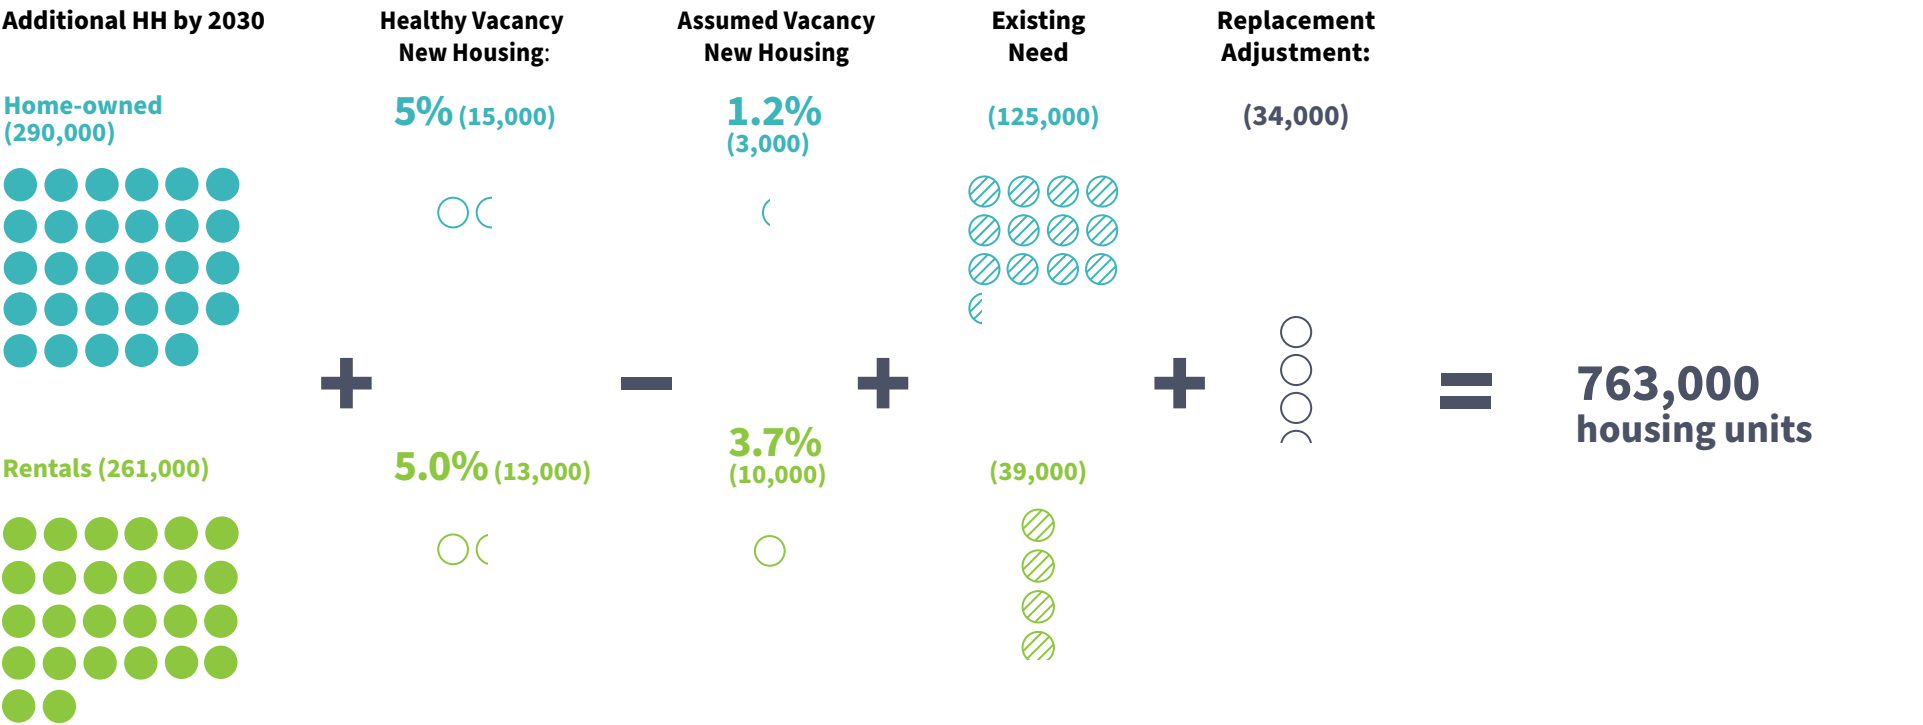 Additional HH by 2030
Healthy Vacancy
New Housing:
Assumed Vacancy
New Housing
Existing
Need
Replacement
Adjustment:
Home-owned
(290,000)
5% (15,000)
1.2%
(3,000)
(125,000)
(34,000)
+
−
+
+
=
763,000
housing units
Rentals (261,000)
5.0% (13,000)
3.7%
(10,000)
(39,000)